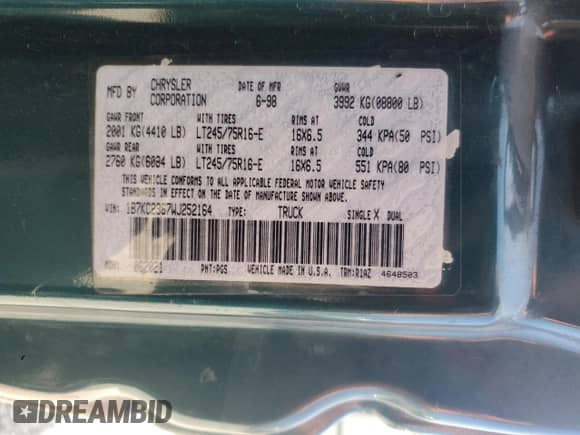 MFD BY CHRYSLER CORPORATION DATE OF MFR 6-98 GVWR 3992 KG(08800 LB)
GAWR FRONT WITH TIRES RIMS AT COLD
2001 KG(4410 LB) LT245/75R16-E 16X6.5 344 KPA(50 PSI)
GAWR REAR WITH TIRES RIMS AT COLD
2760 KG(6084 LB) LT245/75R16-E 16X6.5 551 KPA(80 PSI)
THIS VEHICLE CONFORMS TO ALL APPLICABLE FEDERAL MOTOR VEHICLE SAFETY
STANDARDS IN EFFECT ON THE DATE OF MANUFACTURE SHOWN ABOVE.
VIN: 1B7KC2367WJ252164 TYPE: TRUCK SINGLE X DUAL
MDH: 062021 PNT:PGS VEHICLE MADE IN U.S.A. TRM:R1AZ 4648503
DREAMBID